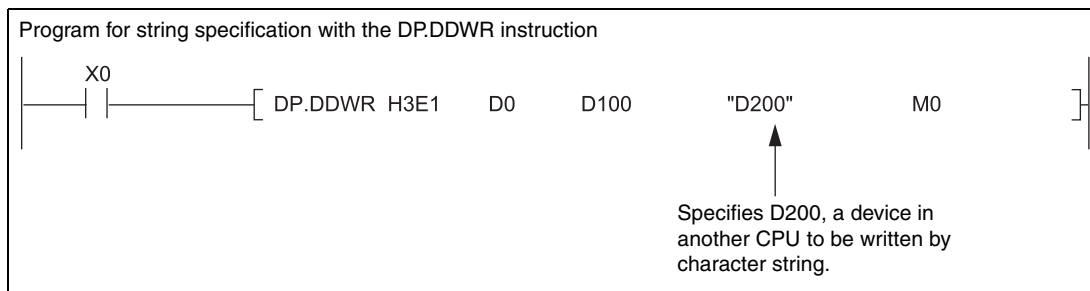 Program for string specification with the DP.DDWR instruction
X0
DP.DDWR H3E1 D0 D100 "D200" M0
Specifies D200, a device in
another CPU to be written by
character string.